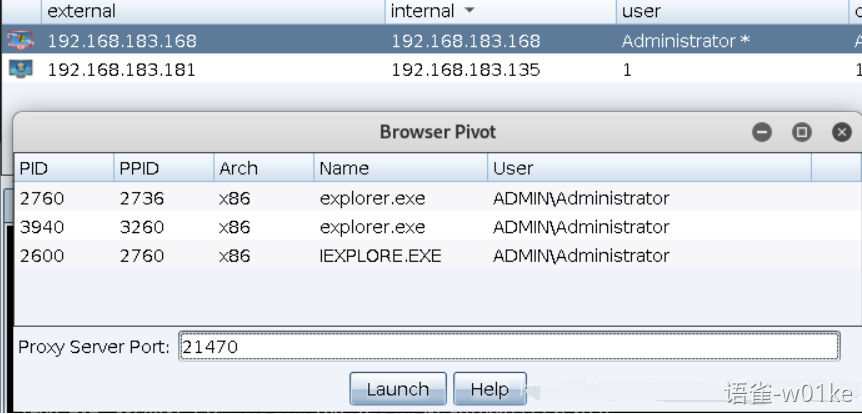 external internal user
192.168.183.168 192.168.183.168 Administrator *
192.168.183.181 192.168.183.135 1
Browser Pivot
PID PPID Arch Name User
2760 2736 x86 explorer.exe ADMIN\Administrator
3940 3260 x86 explorer.exe ADMIN\Administrator
2600 2760 x86 IEXPLORE.EXE ADMIN\Administrator
Proxy Server Port: 21470
Launch Help
语雀-w01ke